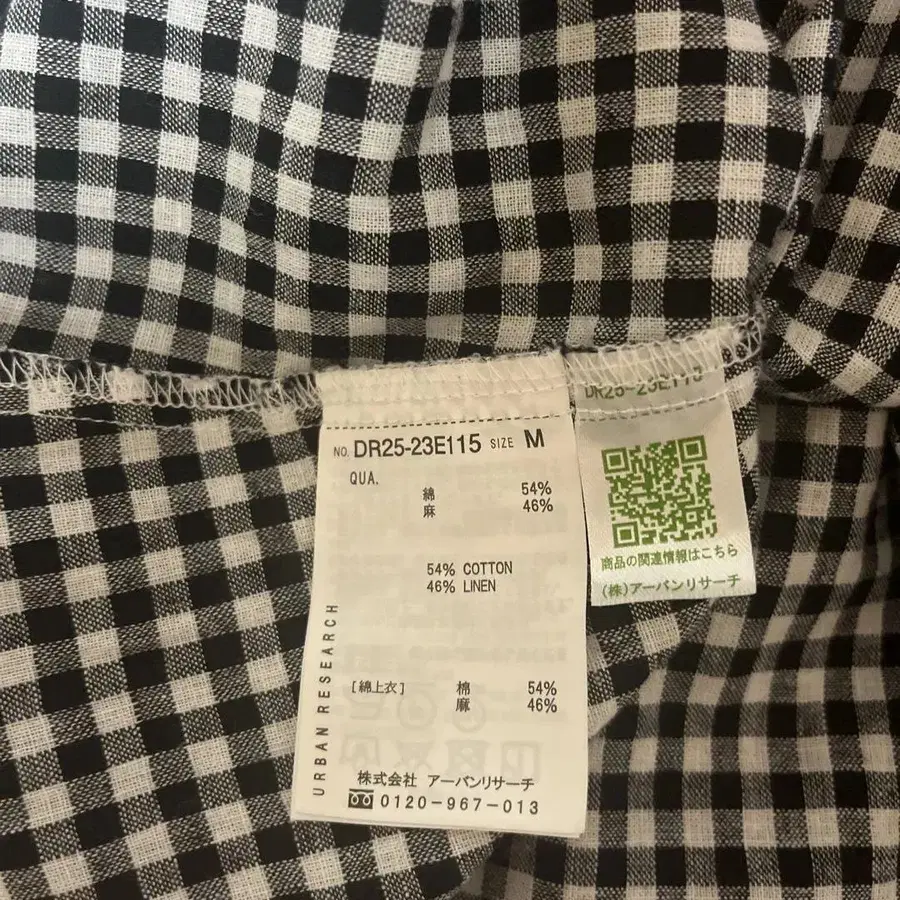 NO. DR25-23E115 SIZE M
QUA.
綿 54%
麻 46%
54% COTTON
46% LINEN
URBAN RESEARCH
[綿上衣] 棉 54%
麻 46%
株式会社 アーバンリサーチ
0120-967-013
商品の関連情報はこちら
(株)アーバンリサーチ